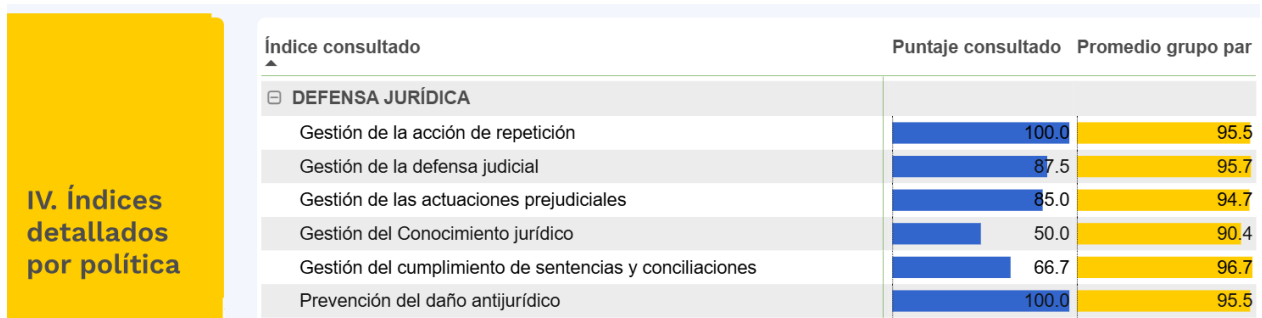 IV. Índices
detallados
por política
Índice consultado Puntaje consultado Promedio grupo par
DEFENSA JURÍDICA
Gestión de la acción de repetición 100.0 95.5
Gestión de la defensa judicial 87.5 95.7
Gestión de las actuaciones prejudiciales 85.0 94.7
Gestión del Conocimiento jurídico 50.0 90.4
Gestión del cumplimiento de sentencias y conciliaciones 66.7 96.7
Prevención del daño antijurídico 100.0 95.5